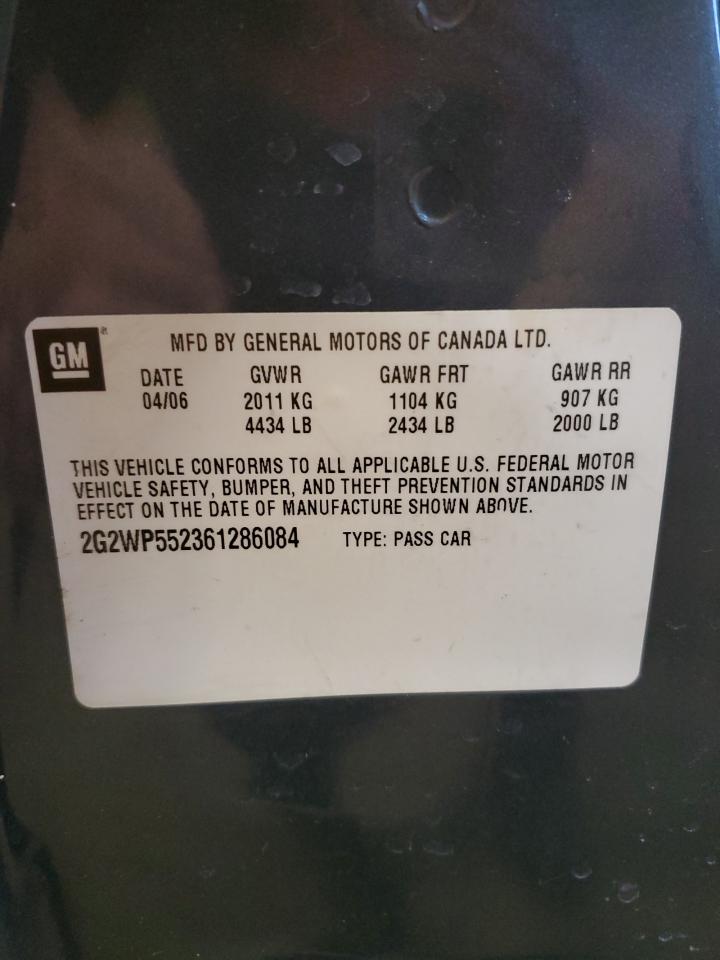 GM
MFD BY GENERAL MOTORS OF CANADA LTD.
DATE GVWR GAWR FRT GAWR RR
04/06 2011 KG 1104 KG 907 KG
4434 LB 2434 LB 2000 LB
THIS VEHICLE CONFORMS TO ALL APPLICABLE U.S. FEDERAL MOTOR
VEHICLE SAFETY, BUMPER, AND THEFT PREVENTION STANDARDS IN
EFFECT ON THE DATE OF MANUFACTURE SHOWN ABOVE.
2G2WP552361286084 TYPE: PASS CAR